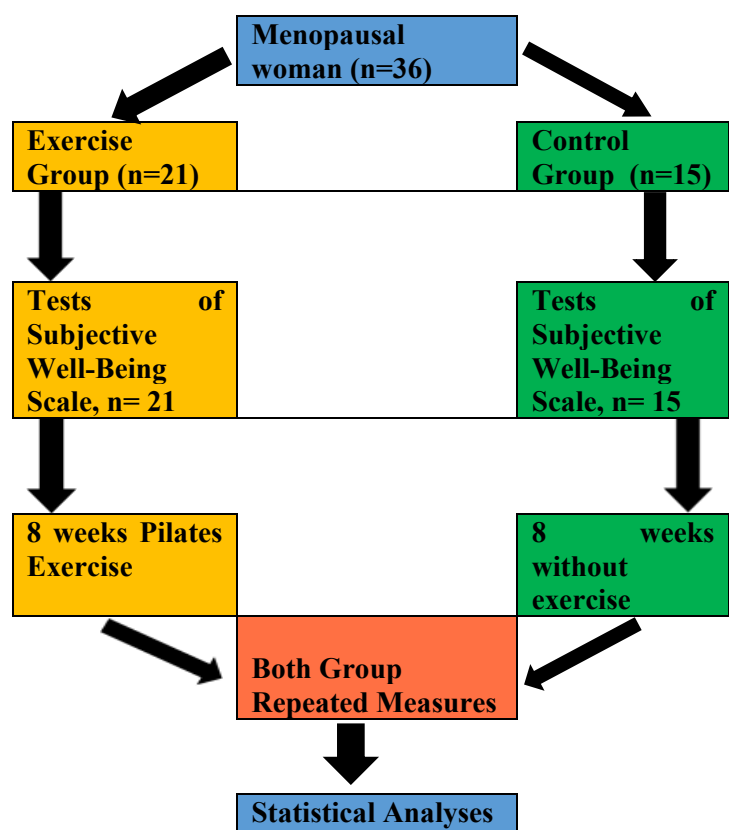 Menopausal
woman (n=36)
Exercise
Group (n=21)
Control
Group (n=15)
Tests of
Subjective
Well-Being
Scale, n= 21
Tests of
Subjective
Well-Being
Scale, n= 15
8 weeks Pilates
Exercise
8 weeks
without
exercise
Both Group
Repeated Measures
Statistical Analyses